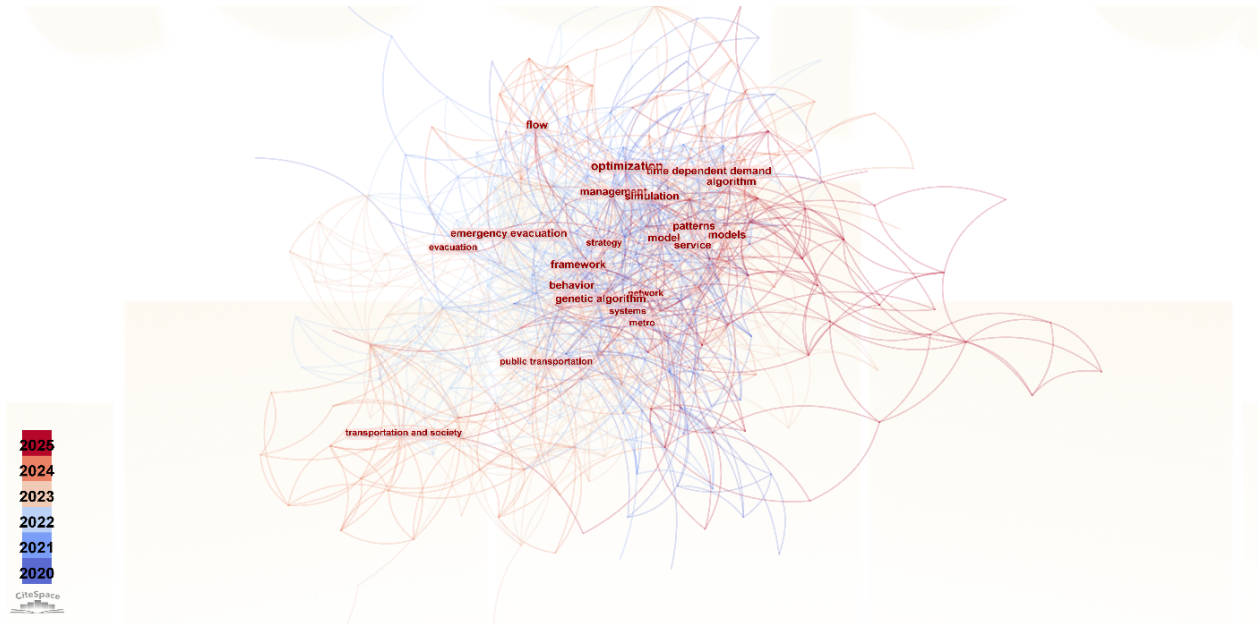 flow
optimization
time dependent demand
algorithm
management
simulation
patterns
emergency evacuation
models
model
strategy
service
evacuation
framework
behavior
network
genetic algorithm
systems
metro
public transportation
transportation and society
2025
2024
2023
2022
2021
2020
CiteSpace